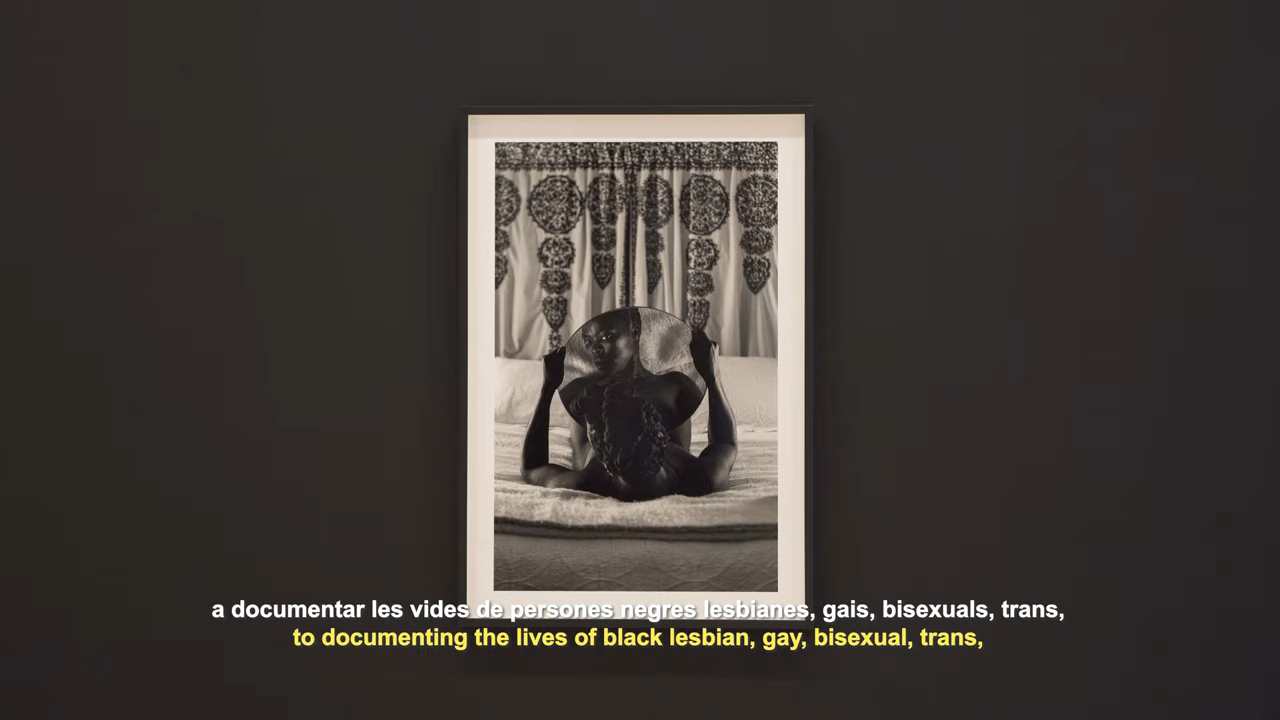 a documentar les vides de persones negres lesbianes, gais, bisexuals, trans,
to documenting the lives of black lesbian, gay, bisexual, trans,